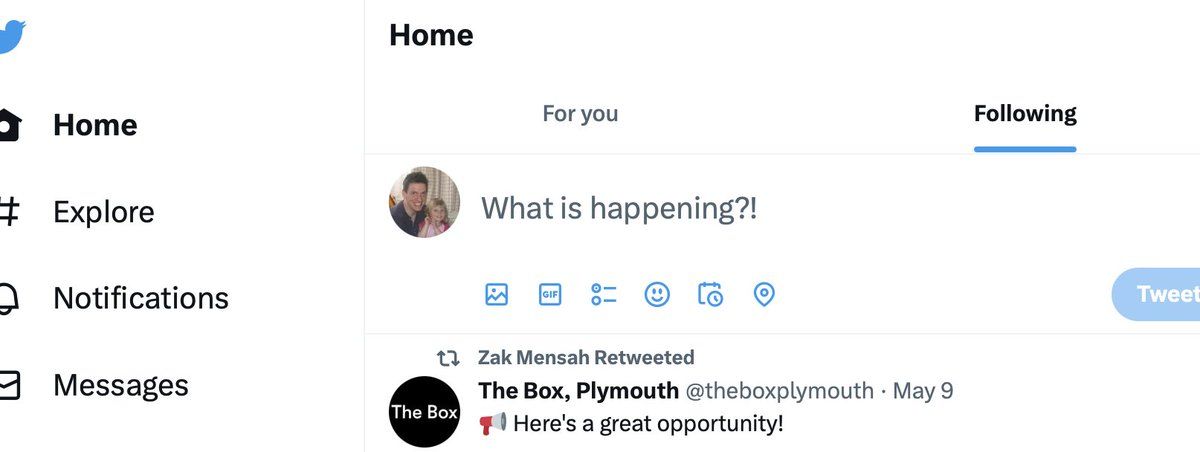 Home
Explore
Notifications
Messages
Home
For you
Following
What is happening?!
GIF
Tweet
Zak Mensah Retweeted
The Box
The Box, Plymouth @theboxplymouth · May 9
📢 Here's a great opportunity!